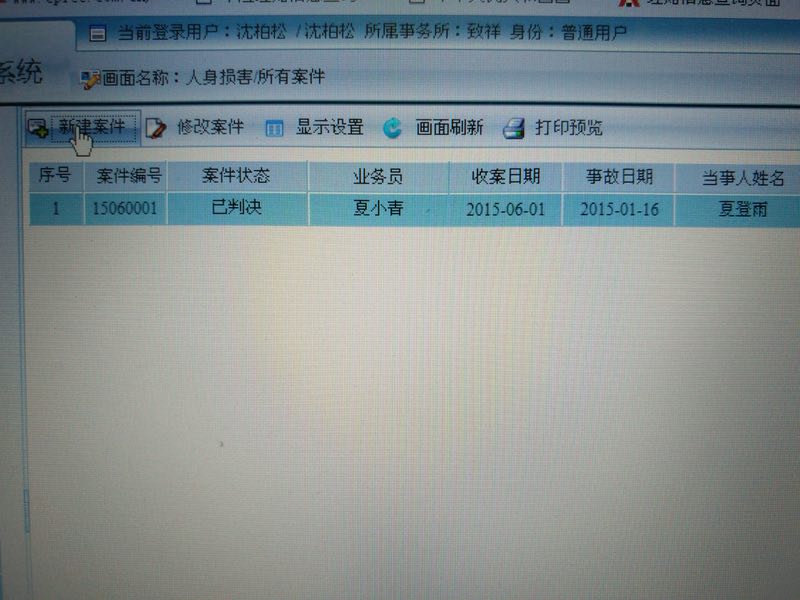 当前登录用户：沈柏松 /沈柏松 所属事务所：致祥 身份：普通用户
系统
画面名称：人身损害/所有案件
新建案件 修改案件 显示设置 画面刷新 打印预览
序号 案件编号 案件状态 业务员 收案日期 事故日期 当事人姓名
1 15060001 已判决 夏小青 2015-06-01 2015-01-16 夏登雨